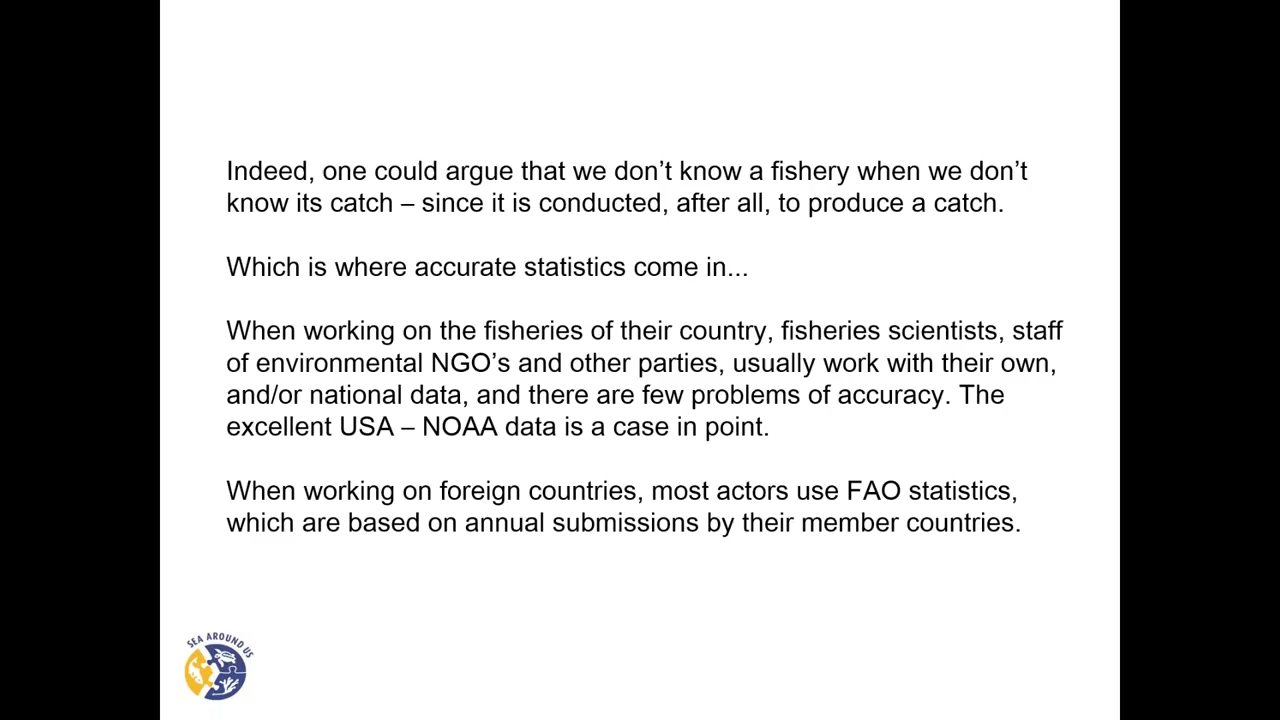 Indeed, one could argue that we don’t know a fishery when we don’t
know its catch – since it is conducted, after all, to produce a catch.
Which is where accurate statistics come in...
When working on the fisheries of their country, fisheries scientists, staff
of environmental NGO’s and other parties, usually work with their own,
and/or national data, and there are few problems of accuracy. The
excellent USA – NOAA data is a case in point.
When working on foreign countries, most actors use FAO statistics,
which are based on annual submissions by their member countries.
SEA AROUND US